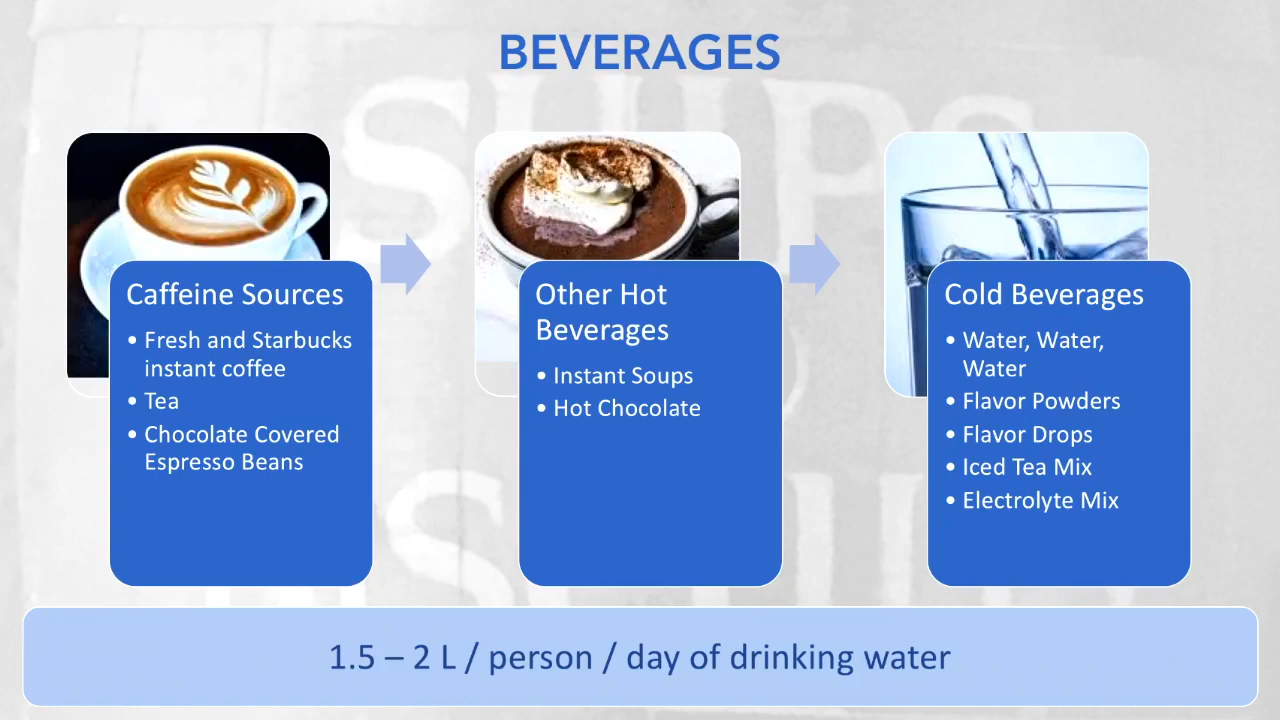 BEVERAGES
Caffeine Sources
• Fresh and Starbucks
instant coffee
• Tea
• Chocolate Covered
Espresso Beans
Other Hot
Beverages
• Instant Soups
• Hot Chocolate
Cold Beverages
• Water, Water,
Water
• Flavor Powders
• Flavor Drops
• Iced Tea Mix
• Electrolyte Mix
1.5 – 2 L / person / day of drinking water